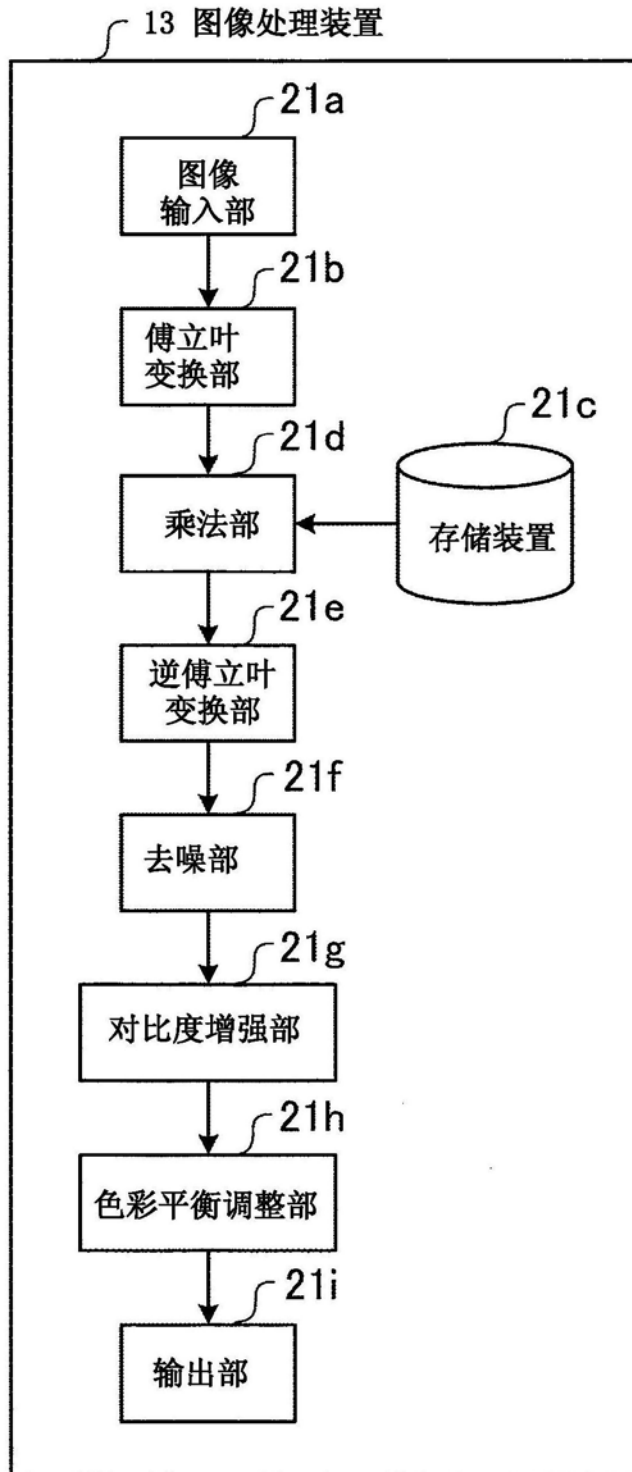 13 图像处理装置
21a
图像
输入部
21b
傅立叶
变换部
21d
乘法部
21c
存储装置
21e
逆傅立叶
变换部
21f
去噪部
21g
对比度增强部
21h
色彩平衡调整部
21i
输出部